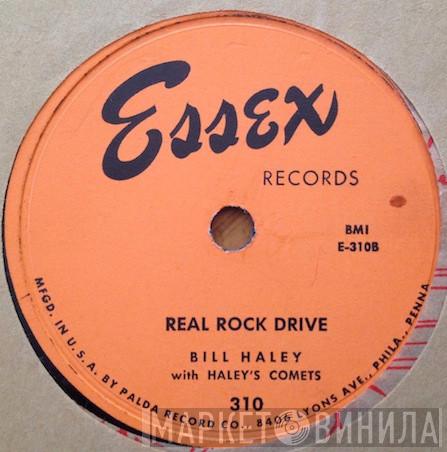 Essex
RECORDS
BMI
E-310B
REAL ROCK DRIVE
BILL HALEY
with HALEY'S COMETS
310
MFGD. IN U.S.A. BY PALDA RECORD CO., 8406 LYONS AVE., PHILA., PENNA
МАРКЕТ ВИНИЛА